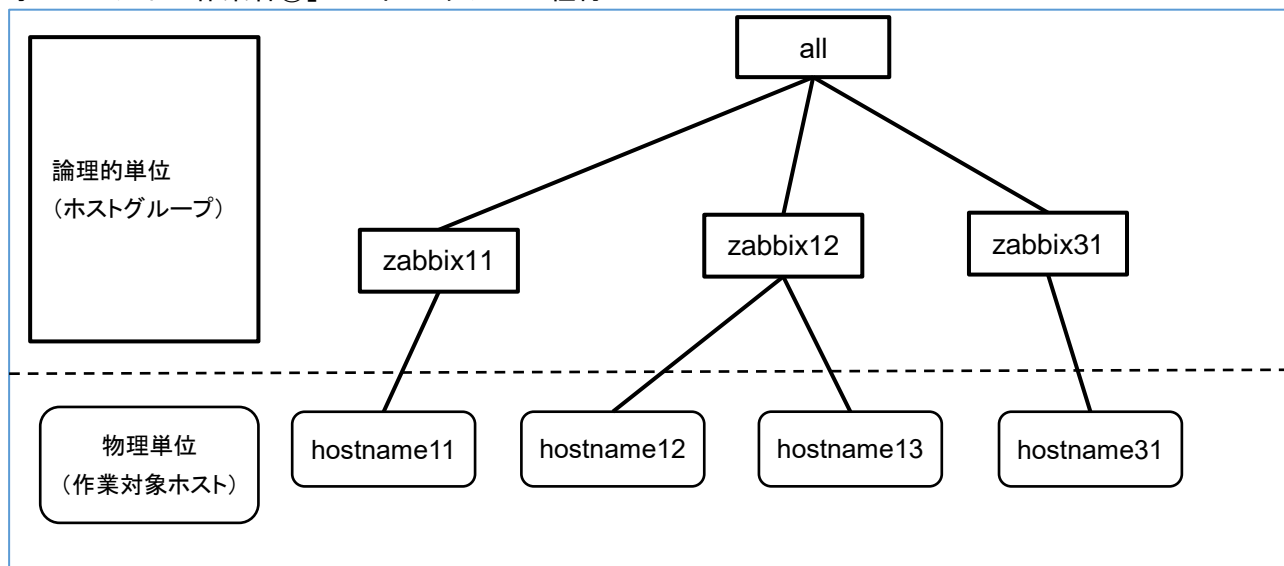 all
論理的単位
（ホストグループ）
zabbix11
zabbix12
zabbix31
物理単位
（作業対象ホスト）
hostname11
hostname12
hostname13
hostname31